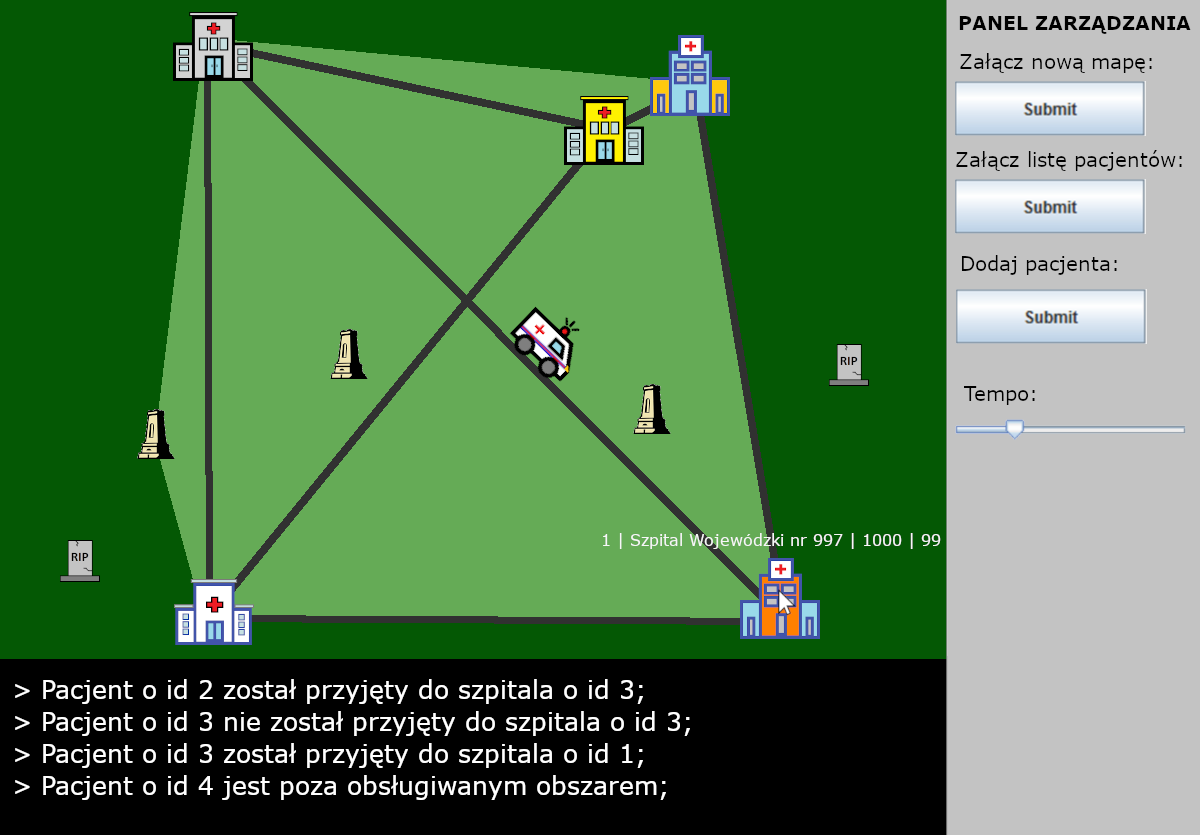 PANEL ZARZĄDZANIA
Załącz nową mapę:
Submit
Załącz listę pacjentów:
Submit
Dodaj pacjenta:
Submit
Tempo:
RIP
RIP
1 | Szpital Wojewódzki nr 997 | 1000 | 99
> Pacjent o id 2 został przyjęty do szpitala o id 3;
> Pacjent o id 3 nie został przyjęty do szpitala o id 3;
> Pacjent o id 3 został przyjęty do szpitala o id 1;
> Pacjent o id 4 jest poza obsługiwanym obszarem;